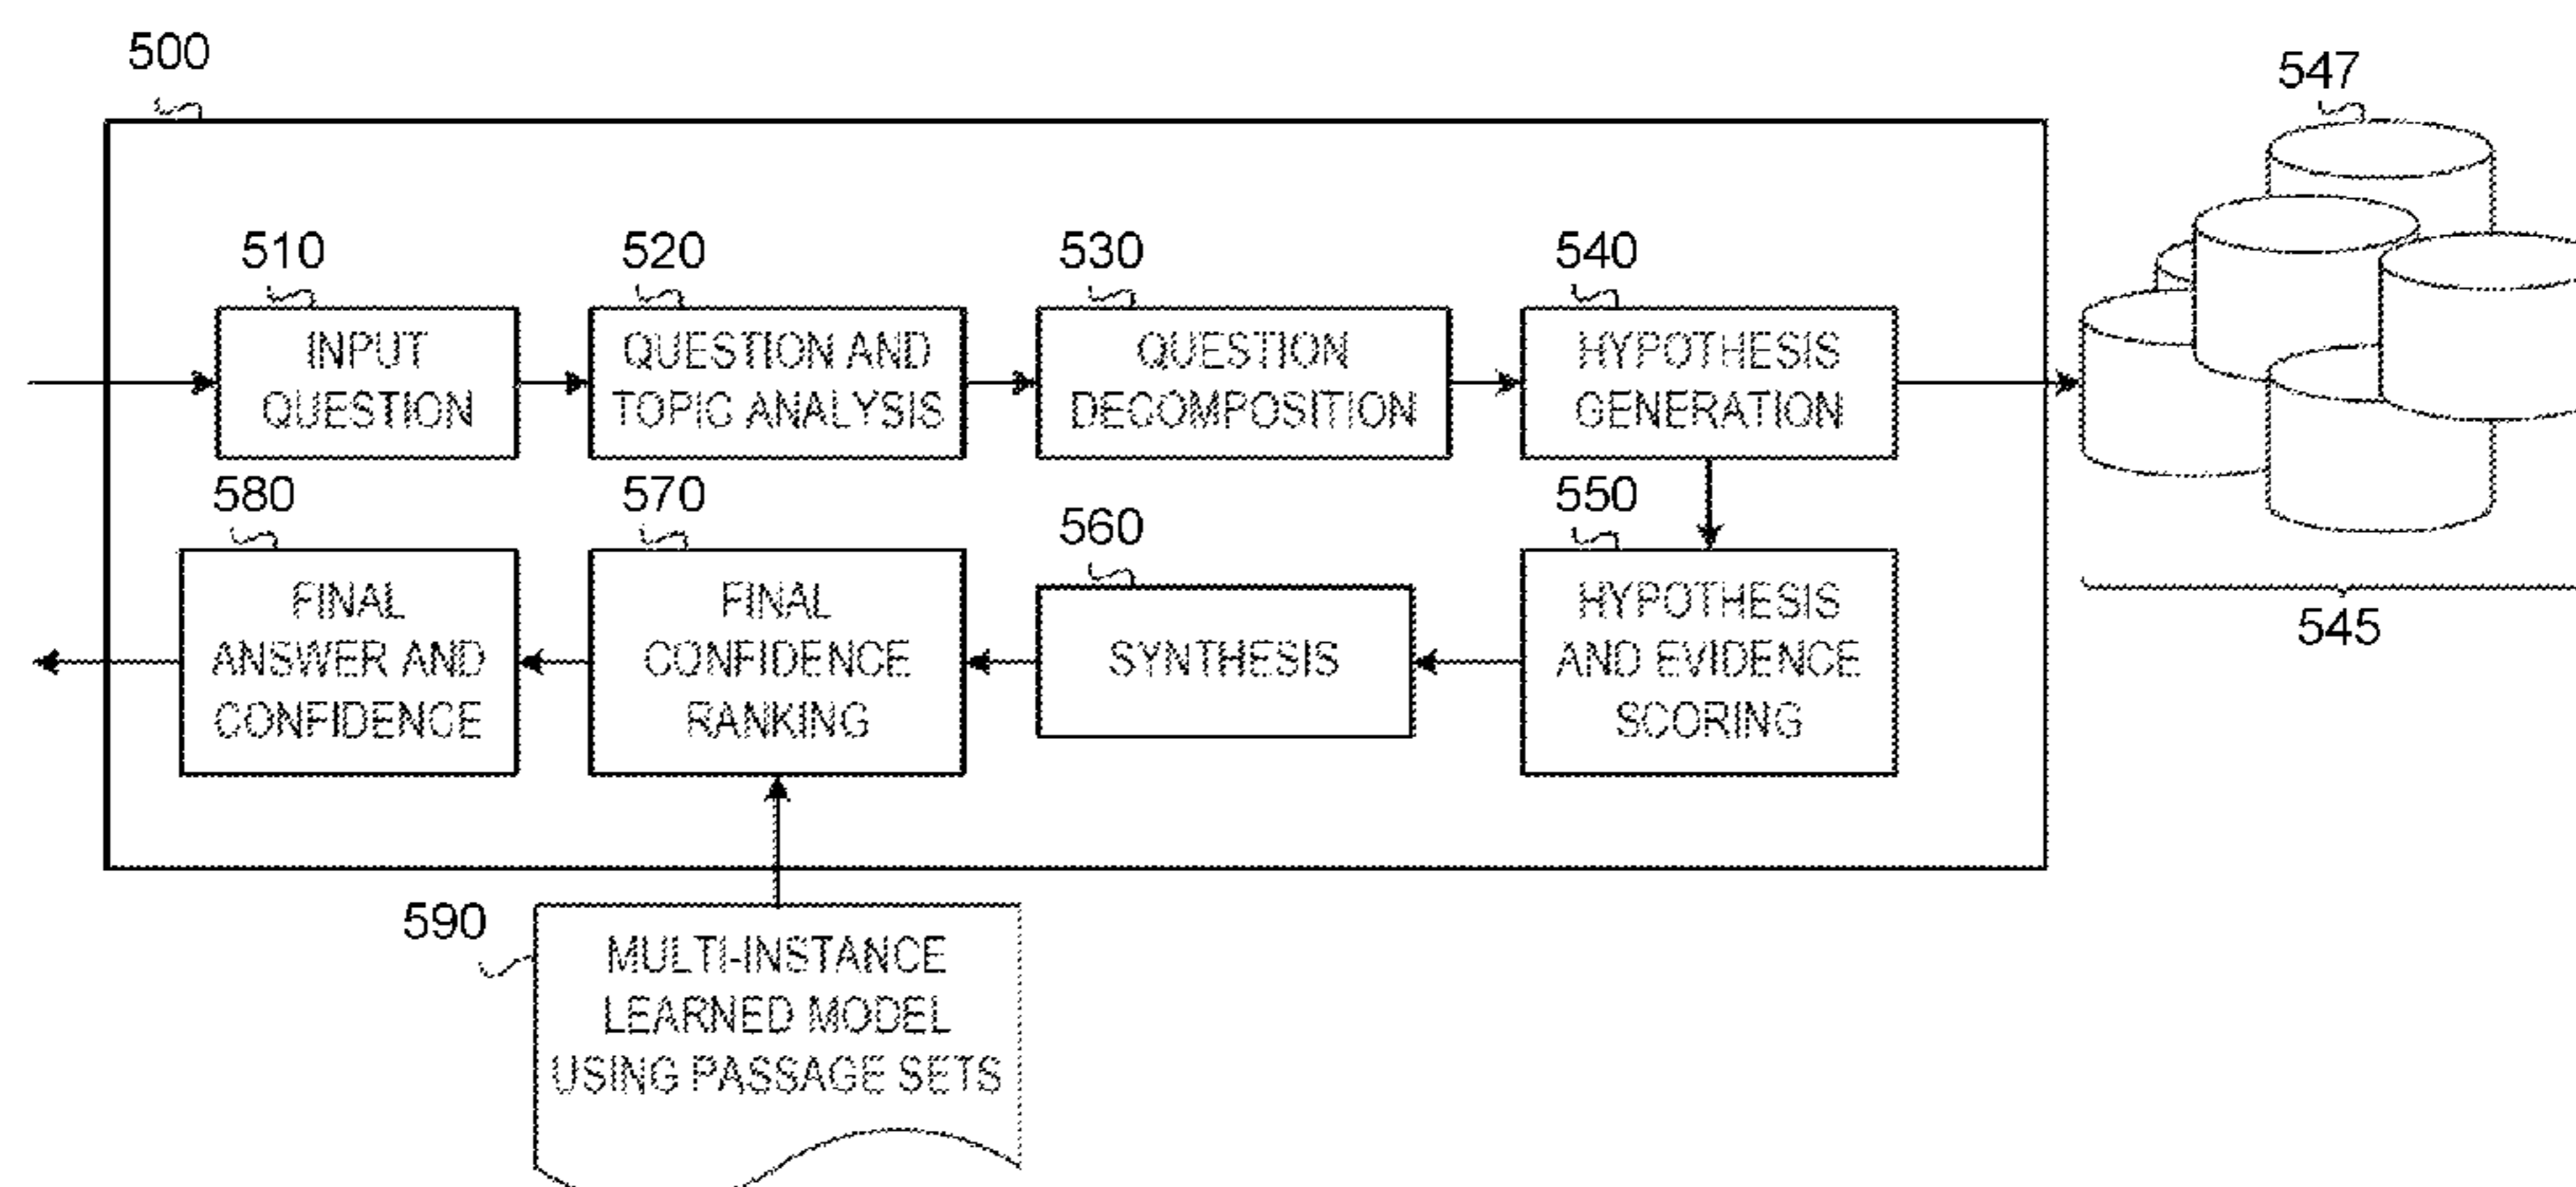 500
547
510
520
530
540
INPUT
QUESTION
QUESTION AND
TOPIC ANALYSIS
QUESTION
DECOMPOSITION
HYPOTHESIS
GENERATION
580
570
560
550
FINAL
ANSWER AND
CONFIDENCE
FINAL
CONFIDENCE
RANKING
SYNTHESIS
HYPOTHESIS
AND EVIDENCE
SCORING
545
590
MULTI-INSTANCE
LEARNED MODEL
USING PASSAGE SETS